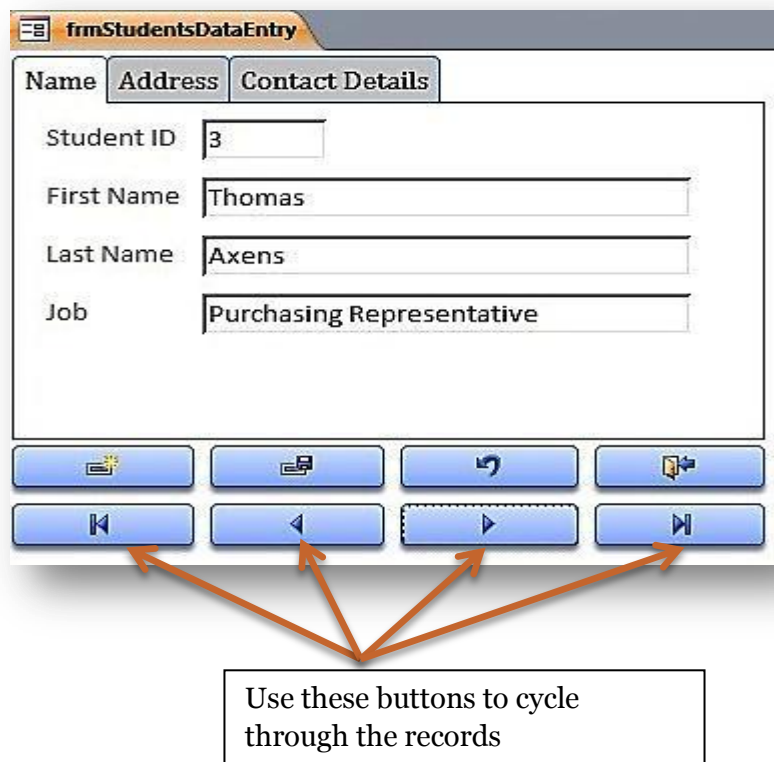 frmStudentsDataEntry
Name Address Contact Details
Student ID 3
First Name Thomas
Last Name Axens
Job Purchasing Representative
Use these buttons to cycle
through the records